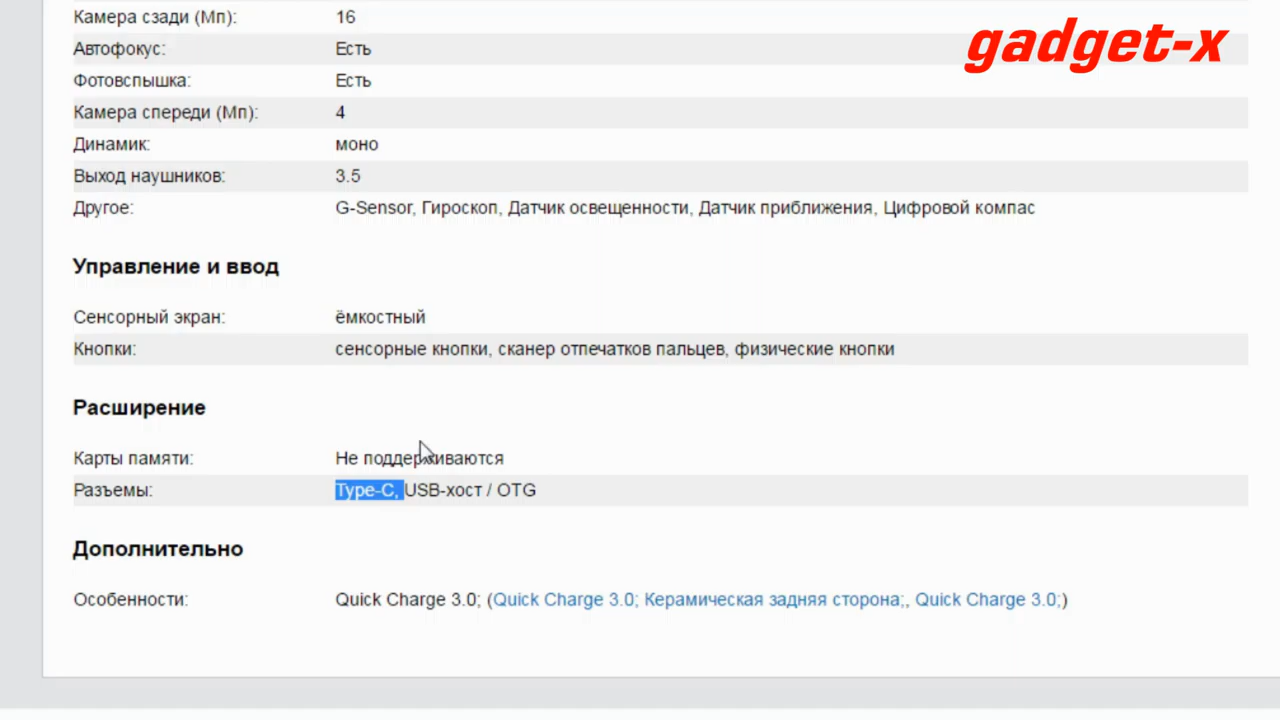 Камера сзади (Мп): 16
gadget-x
Автофокус: Есть
Фотовспышка: Есть
Камера спереди (Мп): 4
Динамик: моно
Выход наушников: 3.5
Другое: G-Sensor, Гироскоп, Датчик освещенности, Датчик приближения, Цифровой компас
Управление и ввод
Сенсорный экран: ёмкостный
Кнопки: сенсорные кнопки, сканер отпечатков пальцев, физические кнопки
Расширение
Карты памяти: Не поддерживаются
Разъемы: Type-C, USB-хост / OTG
Дополнительно
Особенности: Quick Charge 3.0; (Quick Charge 3.0; Керамическая задняя сторона;, Quick Charge 3.0;)